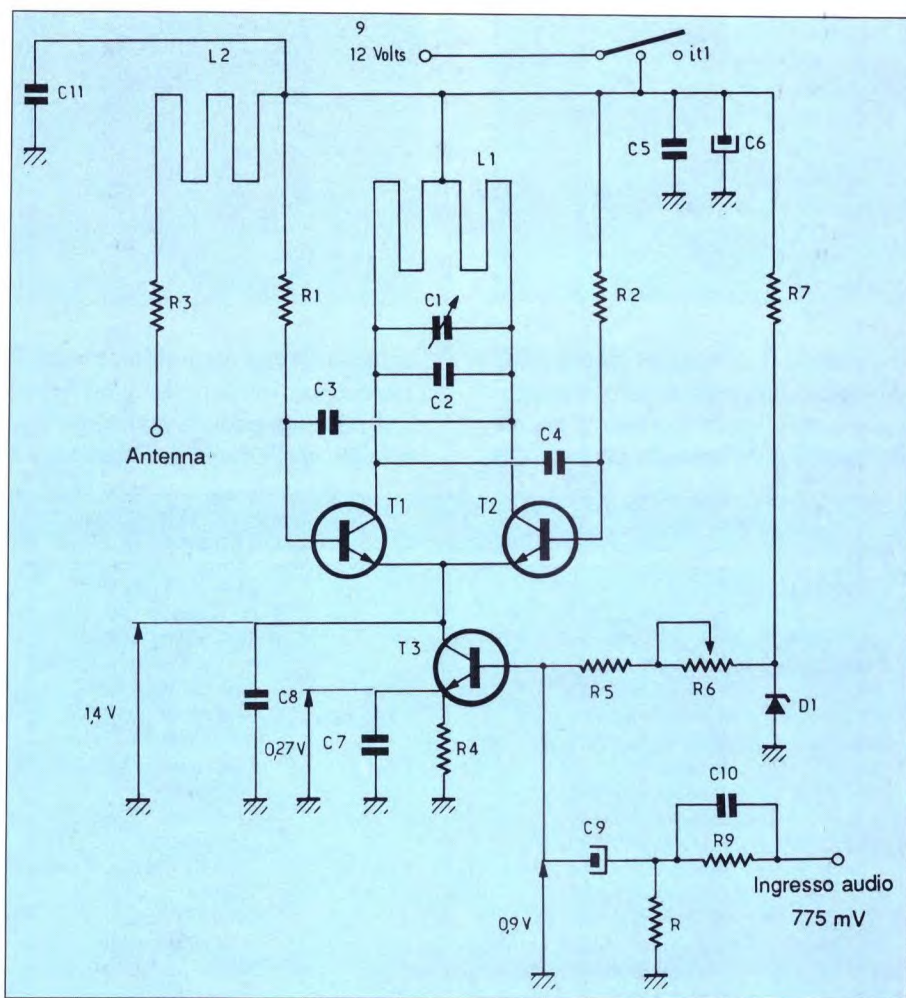 9
12 Volts
it1
L2
C11
L1
C5
C6
R3
R1
C1
R2
R7
C2
C3
C4
Antenna
T1
T2
T3
R5
R6
D1
1,4 V
C8
0,27V
C7
R4
C10
C9
R9
Ingresso audio
775 mV
0,9 V
R